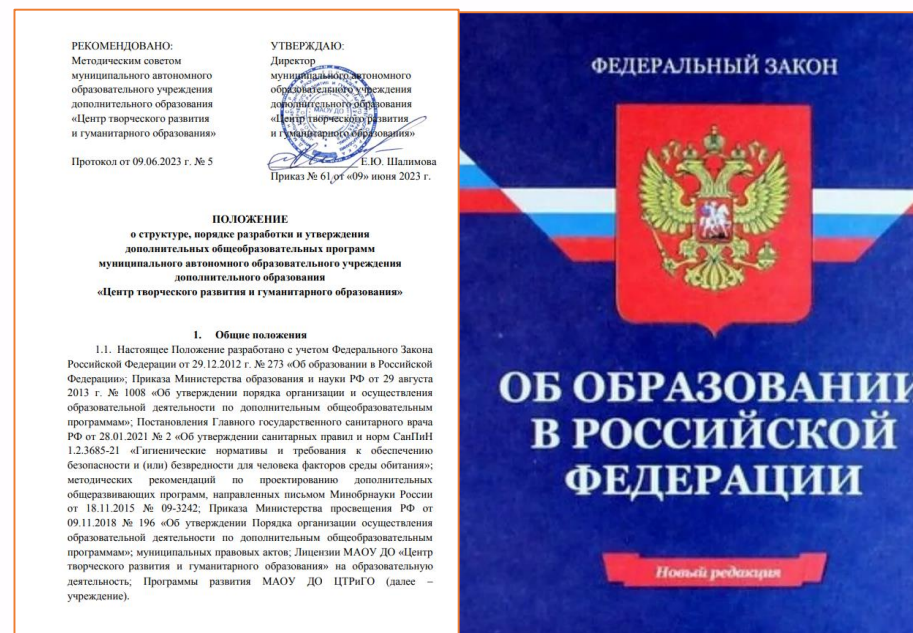 РЕКОМЕНДОВАНО:
Методическим советом
муниципального автономного
образовательного учреждения
дополнительного образования
«Центр творческого развития
и гуманитарного образования»
Протокол от 09.06.2023 г. № 5
УТВЕРЖДАЮ:
Директор
муниципального автономного
образовательного учреждения
дополнительного образования
«Центр творческого развития
и гуманитарного образования»
Е.Ю. Шалимова
Приказ № 61 от «09» июня 2023 г.
ПОЛОЖЕНИЕ
о структуре, порядке разработки и утверждения
дополнительных общеобразовательных программ
муниципального автономного образовательного учреждения
дополнительного образования
«Центр творческого развития и гуманитарного образования»
1. Общие положения
1.1. Настоящее Положение разработано с учетом Федерального Закона
Российской Федерации от 29.12.2012 г. № 273 «Об образовании в Российской
Федерации»; Приказа Министерства образования и науки РФ от 29 августа
2013 г. № 1008 «Об утверждении порядка организации и осуществления
образовательной деятельности по дополнительным общеобразовательным
программам»; Постановления Главного государственного санитарного врача
РФ от 28.01.2021 № 2 «Об утверждении санитарных правил и норм СанПиН
1.2.3685-21 «Гигиенические нормативы и требования к обеспечению
безопасности и (или) безвредности для человека факторов среды обитания»;
методических рекомендаций по проектированию дополнительных
общеразвивающих программ, направленных письмом Минобрнауки России
от 18.11.2015 № 09-3242; Приказа Министерства просвещения РФ от
09.11.2018 № 196 «Об утверждении Порядка организации осуществления
образовательной деятельности по дополнительным общеобразовательным
программам»; муниципальных правовых актов; Лицензии МАОУ ДО «Центр
творческого развития и гуманитарного образования» на образовательную
деятельность; Программы развития МАОУ ДО ЦТРиГО (далее –
учреждение).
ФЕДЕРАЛЬНЫЙ ЗАКОН
ОБ ОБРАЗОВАНИИ
В РОССИЙСКОЙ
ФЕДЕРАЦИИ
Новый редакция